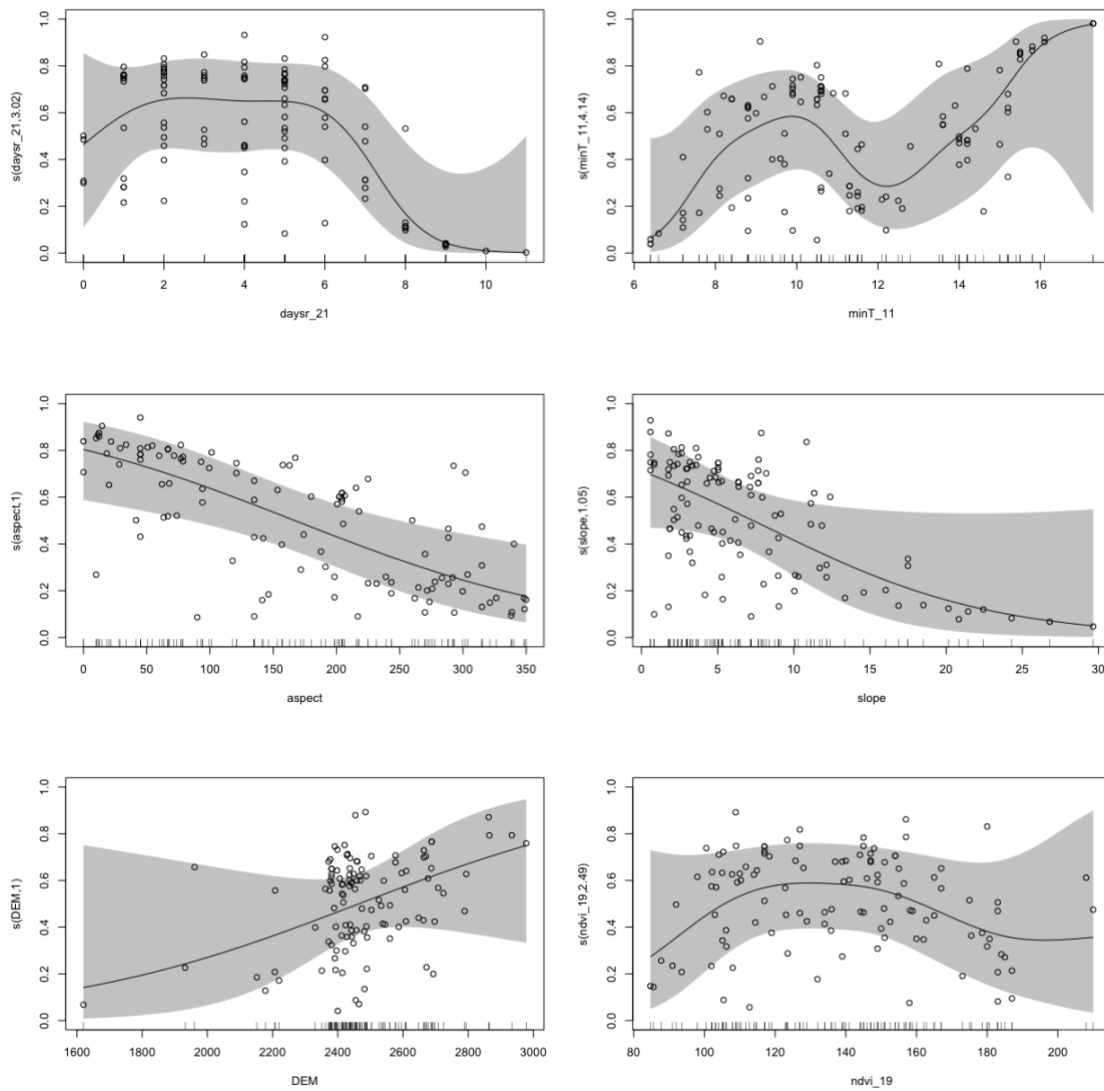 s(daysr_21,3.02)
0.0 0.2 0.4 0.6 0.8 1.0
0 2 4 6 8 10
daysr_21
s(minT_11,4.14)
0.0 0.2 0.4 0.6 0.8 1.0
6 8 10 12 14 16
minT_11
s(aspect,1)
0.0 0.2 0.4 0.6 0.8 1.0
0 50 100 150 200 250 300 350
aspect
s(slope,1.05)
0.0 0.2 0.4 0.6 0.8 1.0
0 5 10 15 20 25 30
slope
s(DEM,1)
0.0 0.2 0.4 0.6 0.8 1.0
1600 2000 2200 2400 2600 2800 3000
DEM
s(ndvi_19,2.49)
0.0 0.2 0.4 0.6 0.8 1.0
80 100 120 140 160 180 200
ndvi_19